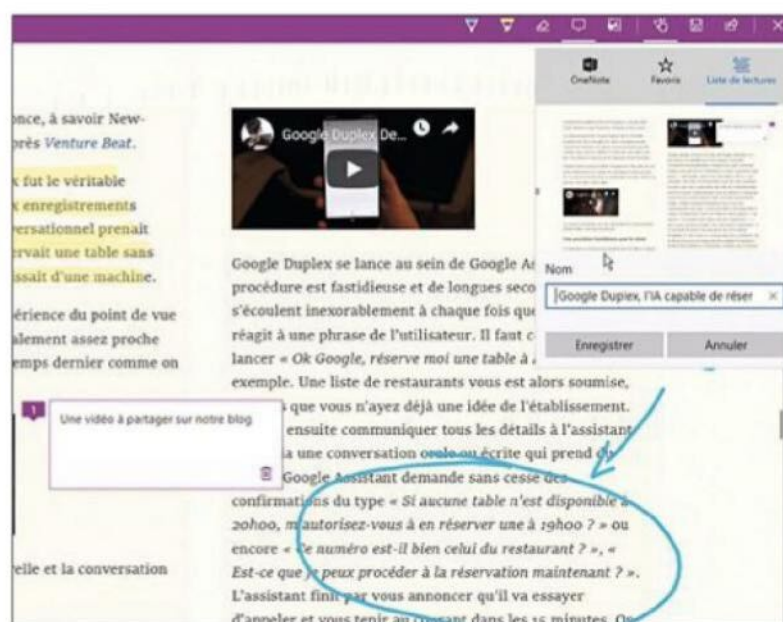 OneNote
Favoris
Liste de lectures
Nom
Google Duplex, l'IA capable de réser
Enregistrer
Annuler
once, à savoir New-
près Venture Beat.
x fut le véritable
x enregistrements
versationnel prenait
ervait une table sans
issait d'une machine.
érience du point de vue
alement assez proche
emps dernier comme on
1
Une vidéo à partager sur notre blog
elle et la conversation
Google Duplex De...
Google Duplex se lance au sein de Google As
procédure est fastidieuse et de longues seco
s'écoulent inexorablement à chaque fois que
réagit à une phrase de l'utilisateur. Il faut c
lancer « Ok Google, réserve moi une table à
exemple. Une liste de restaurants vous est alors soumise,
que vous n'ayez déjà une idée de l'établissement.
ensuite communiquer tous les détails à l'assistant
a une conversation orale ou écrite qui prend du
Google Assistant demande sans cesse des
confirmations du type « Si aucune table n'est disponible à
20h00, m'autorisez-vous à en réserver une à 19h00 ? » ou
encore « Ce numéro est-il bien celui du restaurant ? », «
Est-ce que je peux procéder à la réservation maintenant ? ».
L'assistant finit par vous annoncer qu'il va essayer
d'appeler et vous tenir au courant dans les 15 minutes. On